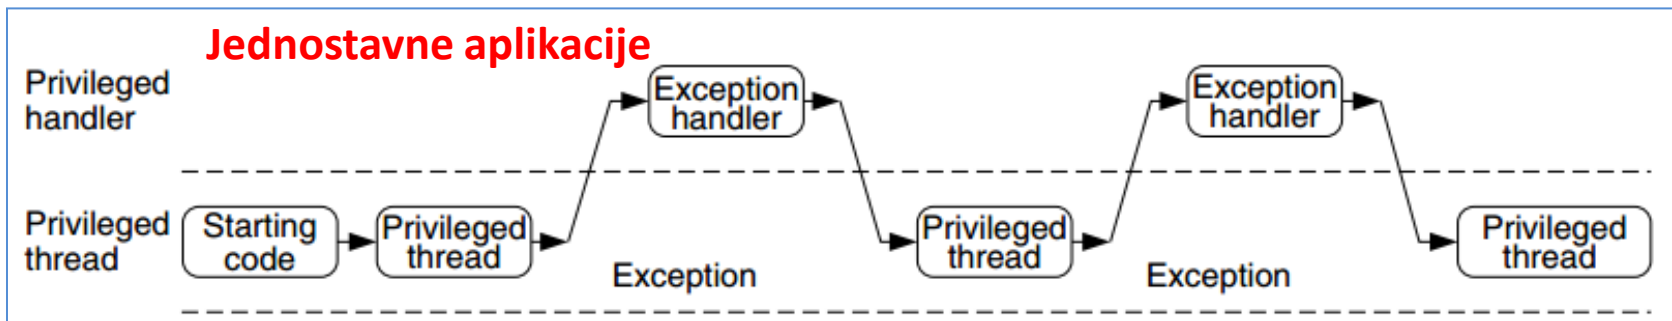 Jednostavne aplikacije
Privileged
handler
Exception
handler
Exception
handler
Privileged
thread
Starting
code
Privileged
thread
Exception
Privileged
thread
Exception
Privileged
thread